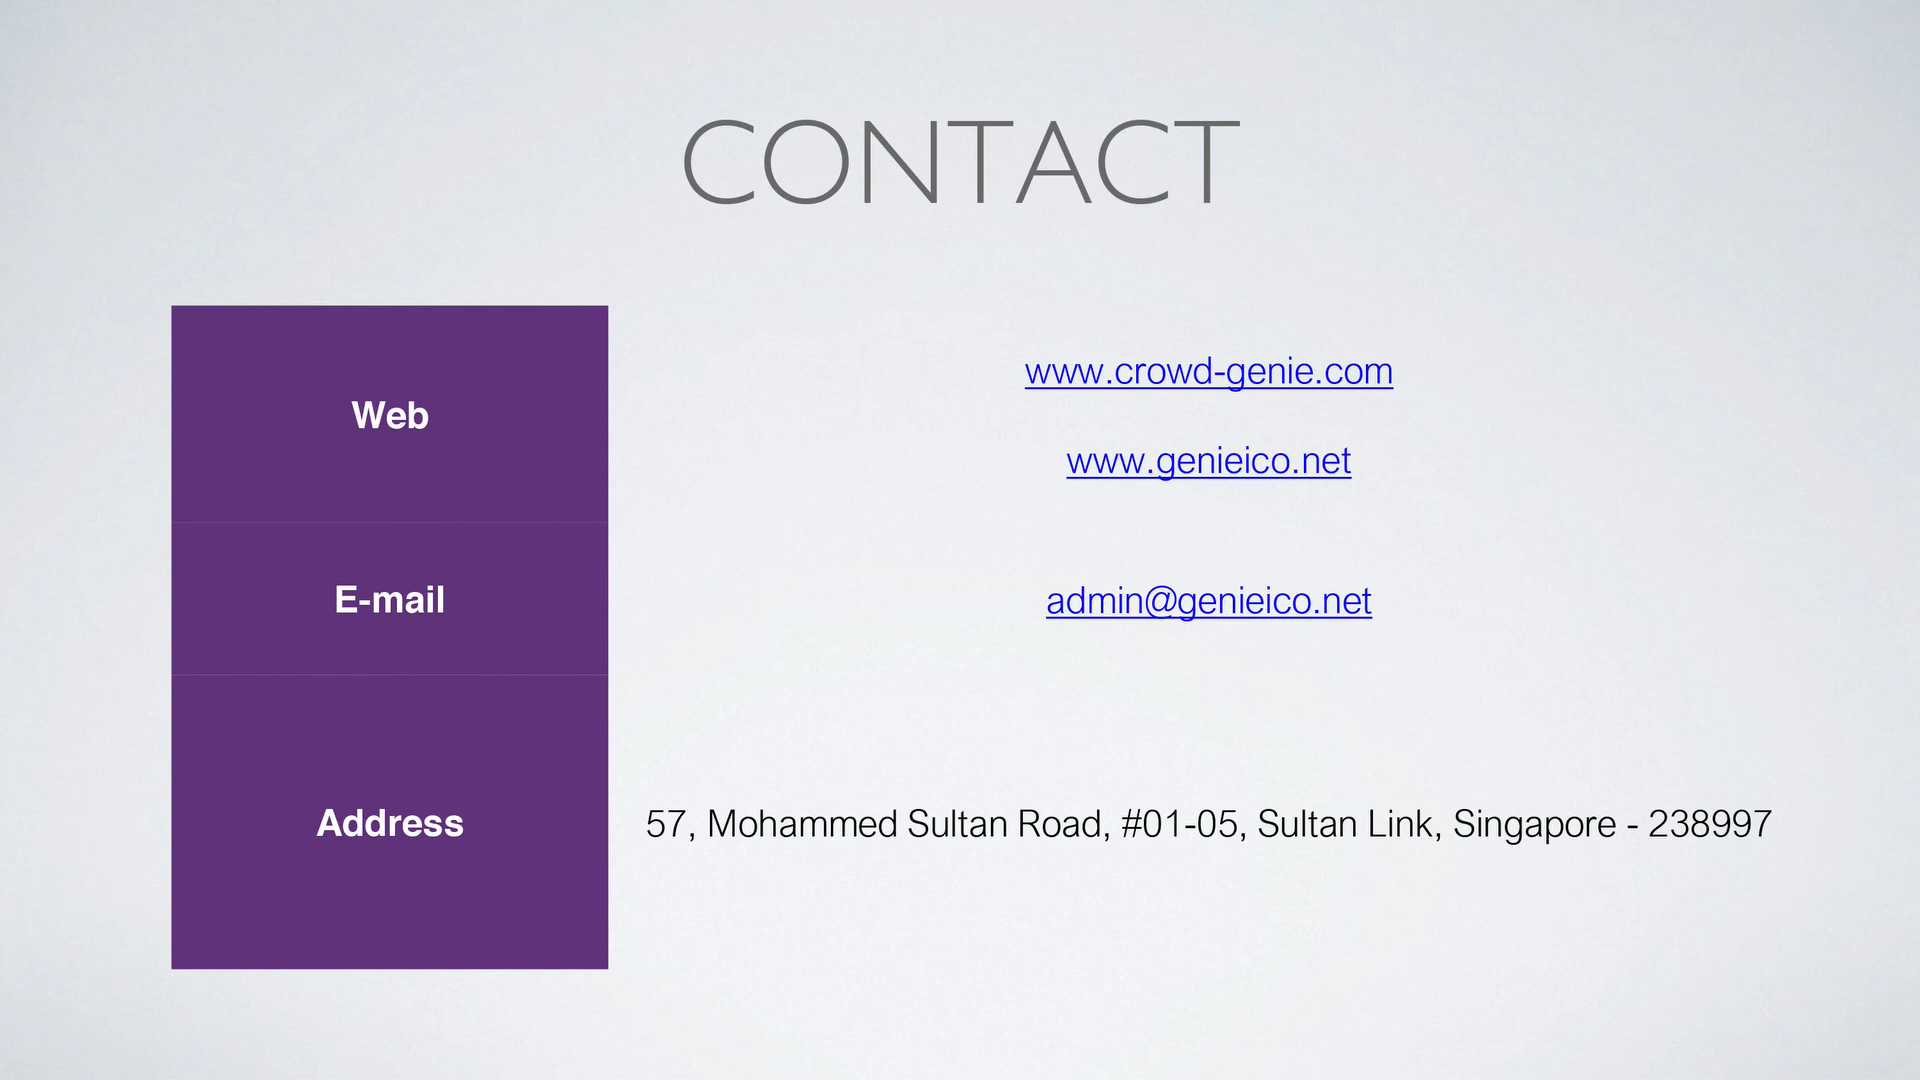 CONTACT
Web
www.crowd-genie.com
www.genieico.net
E-mail
admin@genieico.net
Address
57, Mohammed Sultan Road, #01-05, Sultan Link, Singapore - 238997